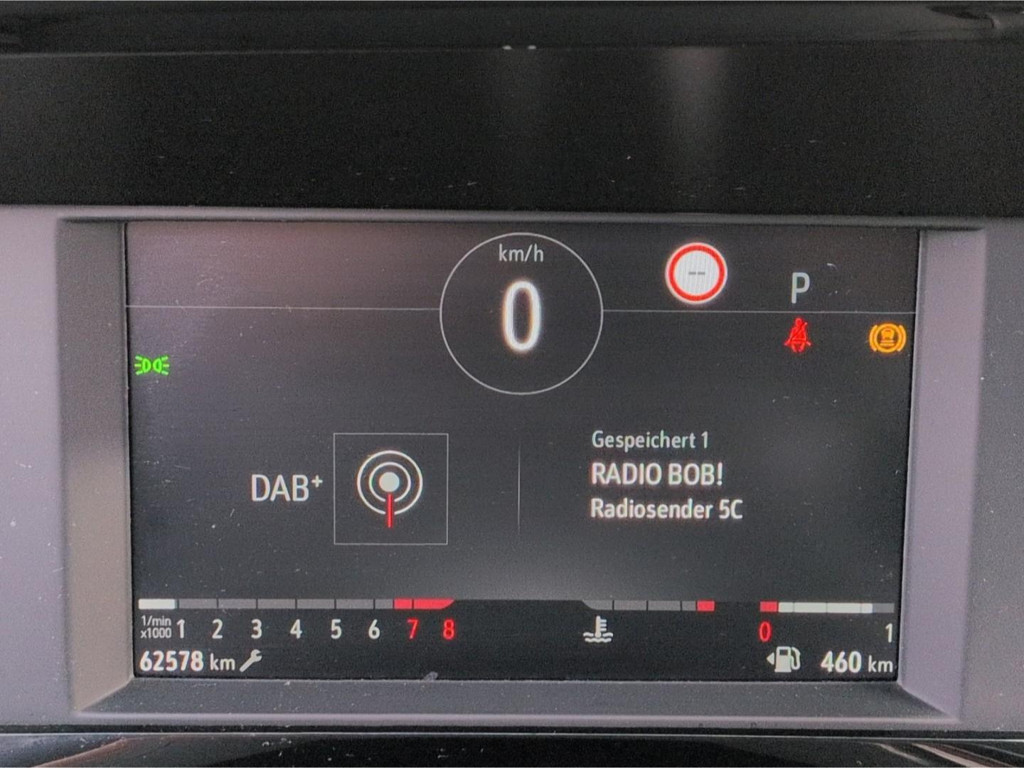 km/h
0
--
P
Gespeichert 1
RADIO BOB!
DAB+
Radiosender 5C
1/min
x1000 1 2 3 4 5 6 7 8
0 1
62578 km
460 km